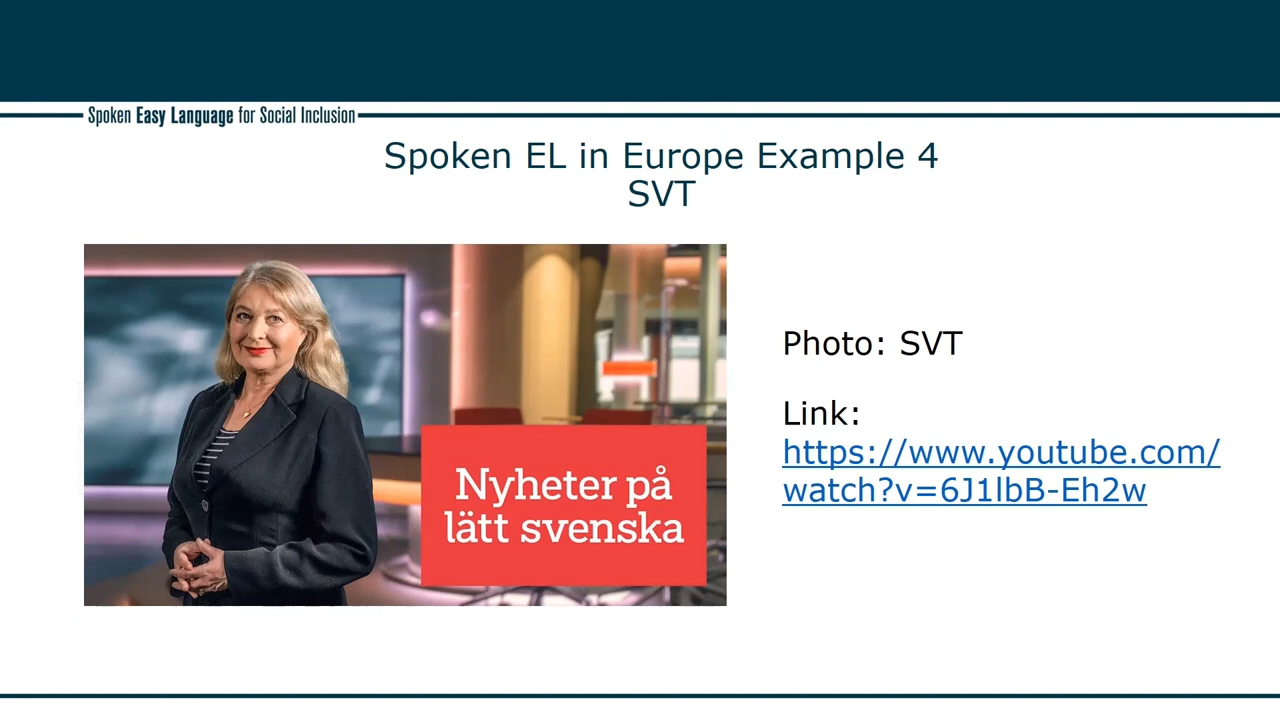 Spoken Easy Language for Social Inclusion
Spoken EL in Europe Example 4
SVT
Nyheter på
lätt svenska
Photo: SVT
Link:
https://www.youtube.com/
watch?v=6J1lbB-Eh2w